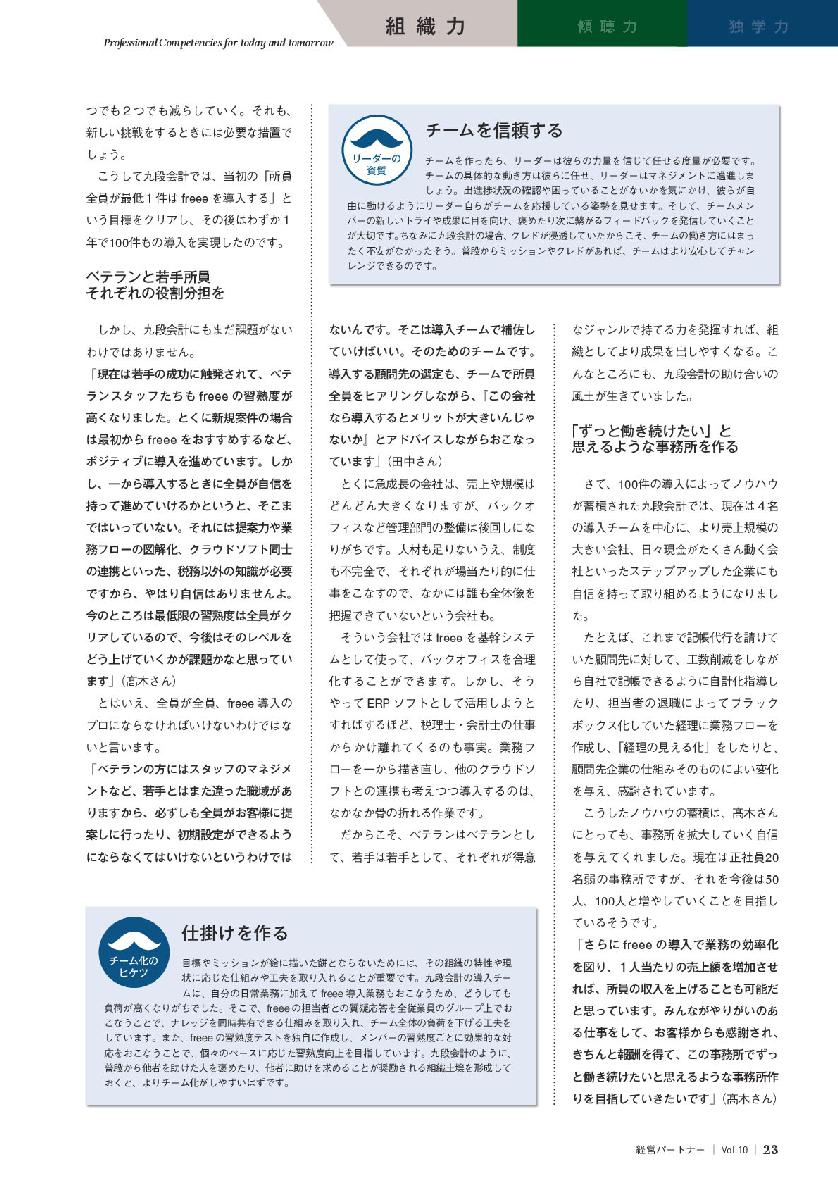 Professional Competencies for today and tomorrow
組織力
傾聴力
独学力
つでも2つでも減らしていく。それも、
新しい挑戦をするときには必要な措置で
しょう。
　こうして九段会計では、当初の「所員
全員が最低1件は freee を導入する」と
いう目標をクリアし、その後はわずか1
年で100件もの導入を実現したのです。
ベテランと若手所員
それぞれの役割分担を
　しかし、九段会計にもまだ課題がない
わけではありません。
「現在は若手の成功に触発されて、ベテ
ランスタッフたちも freee の習熟度が
高くなりました。とくに新規案件の場合
は最初から freee をおすすめするなど、
ポジティブに導入を進めています。しか
し、一から導入するときに全員が自信を
持って進めていけるかというと、そこま
ではいっていない。それには提案力や業
務フローの図解化、クラウドソフト同士
の連携といった、税務以外の知識が必要
ですから、やはり自信はありませんよ。
今のところは最低限の習熟度は全員がク
リアしているので、今後はそのレベルを
どう上げていくかが課題かなと思ってい
ます」（髙木さん）
　とはいえ、全員が全員、freee 導入の
プロにならなければいけないわけではな
いと言います。
「ベテランの方にはスタッフのマネジメ
ントなど、若手とはまた違った職域があ
りますから、必ずしも全員がお客様に提
案しに行ったり、初期設定ができるよう
にならなくてはいけないというわけでは
リーダーの
資質
チームを信頼する
チームを作ったら、リーダーは彼らの力量を信じて任せる度量が必要です。
チームの具体的な動き方は彼らに任せ、リーダーはマネジメントに邁進しま
しょう。出進捗状況の確認や困っていることがないかを気にかけ、彼らが自
由に動けるようにリーダー自らがチームを応援している姿勢を見せます。そして、チームメン
バーの新しいトライや成果に目を向け、褒めたり次に繋がるフィードバックを発信していくこと
が大切です。ちなみに九段会計の場合、クレドが浸透していたからこそ、チームの働き方にはまっ
たく不安がなかったそう。普段からミッションやクレドがあれば、チームはより安心してチャレ
ンジできるのです。
ないんです。そこは導入チームで補佐し
ていけばいい。そのためのチームです。
導入する顧問先の選定も、チームで所員
全員をヒアリングしながら、『この会社
なら導入するとメリットが大きいんじゃ
ないか』とアドバイスしながらおこなっ
ています」（田中さん）
　とくに急成長の会社は、売上や規模は
どんどん大きくなりますが、バックオ
フィスなど管理部門の整備は後回しにな
りがちです。人材も足りないうえ、制度
も不完全で、それぞれが場当たり的に仕
事をこなすので、なかには誰も全体像を
把握できていないという会社も。
　そういう会社では freee を基幹システ
ムとして使って、バックオフィスを合理
化することができます。しかし、そう
やって ERP ソフトとして活用しようと
すればするほど、税理士・会計士の仕事
からかけ離れてくるのも事実。業務フ
ローを一から描き直し、他のクラウドソ
フトとの連携も考えつつ導入するのは、
なかなか骨の折れる作業です。
　だからこそ、ベテランはベテランとし
て、若手は若手として、それぞれが得意
なジャンルで持てる力を発揮すれば、組
織としてより成果を出しやすくなる。こ
んなところにも、九段会計の助け合いの
風土が生きていました。
「ずっと働き続けたい」と
思えるような事務所を作る
　さて、100件の導入によってノウハウ
が蓄積された九段会計では、現在は4名
の導入チームを中心に、より売上規模の
大きい会社、日々現金がたくさん動く会
社といったステップアップした企業にも
自信を持って取り組めるようになりまし
た。
　たとえば、これまで記帳代行を請けて
いた顧問先に対して、工数削減をしなが
ら自社で記帳できるように自計化指導し
たり、担当者の退職によってブラック
ボックス化していた経理に業務フローを
作成し、「経理の見える化」をしたりと、
顧問先企業の仕組みそのものによい変化
を与え、感謝されています。
　こうしたノウハウの蓄積は、髙木さん
にとっても、事務所を拡大していく自信
を与えてくれました。現在は正社員20
名弱の事務所ですが、それを今後は50
人、100人と増やしていくことを目指し
ているそうです。
「さらに freee の導入で業務の効率化
を図り、1人当たりの売上額を増加させ
れば、所員の収入を上げることも可能だ
と思っています。みんながやりがいのあ
る仕事をして、お客様からも感謝され、
きちんと報酬を得て、この事務所でずっ
と働き続けたいと思えるような事務所作
りを目指していきたいです」（髙木さん）
チーム化の
ヒケツ
仕掛けを作る
目標やミッションが絵に描いた餅とならないためには、その組織の特性や現
状に応じた仕組みや工夫を取り入れることが重要です。九段会計の導入チー
ムは、自分の日常業務に加えて freee 導入業務もおこなうため、どうしても
負荷が高くなりがちでした。そこで、freee の担当者との質疑応答を全従業員のグループ上でお
こなうことで、ナレッジを同時共有できる仕組みを取り入れ、チーム全体の負荷を下げる工夫を
しています。また、freee の習熟度テストを独自に作成し、メンバーの習熟度ごとに効果的な対
応をおこなうことで、個々のペースに応じた習熟度向上を目指しています。九段会計のように、
普段から他者を助けた人を褒めたり、他者に助けを求めることが奨励される組織土壌を形成して
おくと、よりチーム化がしやすいはずです。
経営パートナー | Vol 10 | 23